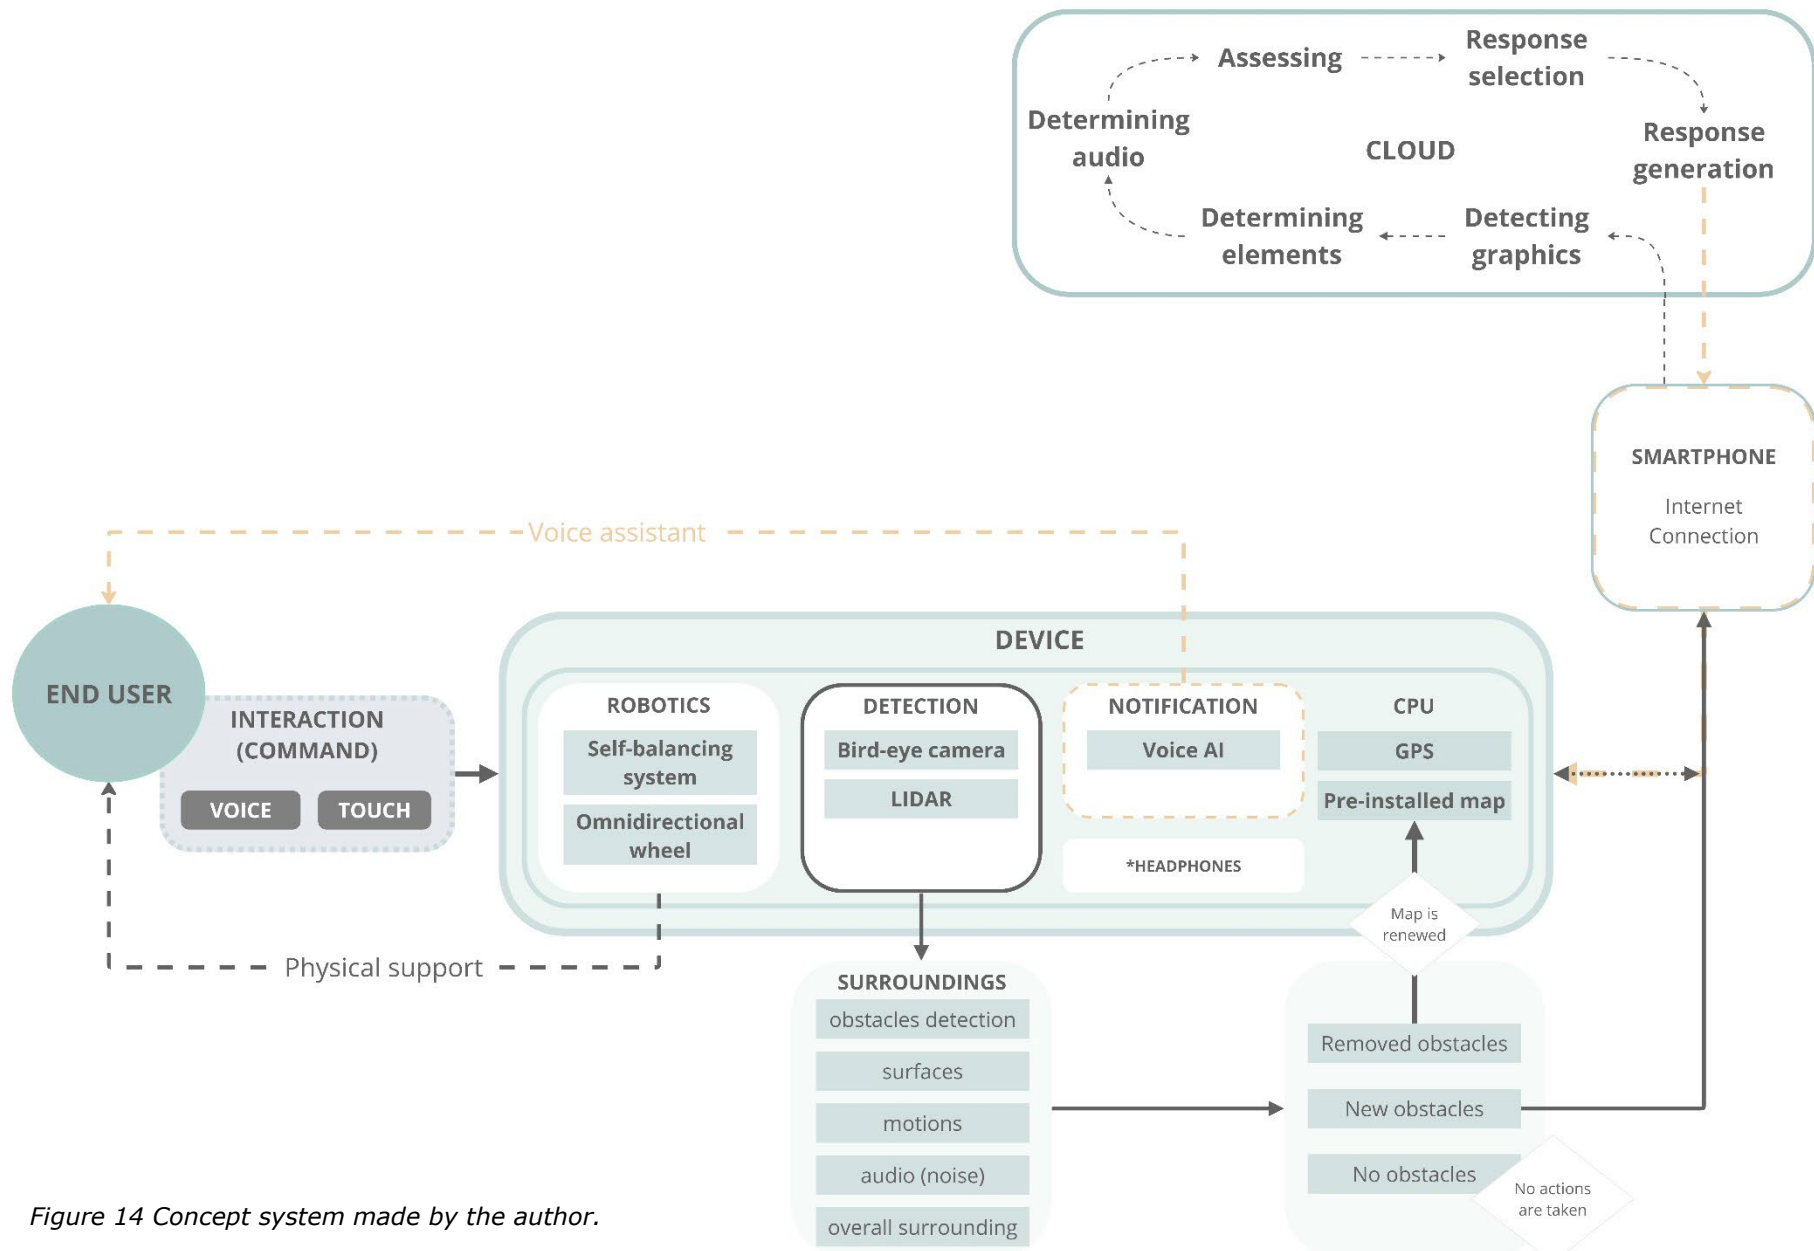 Assessing
Response
selection
Determining
audio
CLOUD
Response
generation
Determining
elements
Detecting
graphics
SMARTPHONE
Internet
Connection
Voice assistant
END USER
INTERACTION
(COMMAND)
VOICE
TOUCH
DEVICE
ROBOTICS
Self-balancing
system
Omnidirectional
wheel
DETECTION
Bird-eye camera
LIDAR
NOTIFICATION
Voice AI
*HEADPHONES
CPU
GPS
Pre-installed map
Map is
renewed
Physical support
SURROUNDINGS
obstacles detection
surfaces
motions
audio (noise)
overall surrounding
Removed obstacles
New obstacles
No obstacles
No actions
are taken
Figure 14 Concept system made by the author.